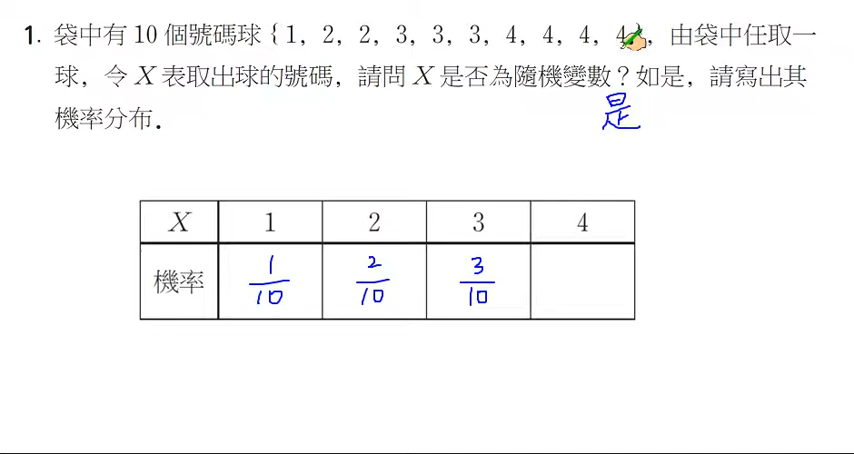 1. 袋中有 10 個號碼球 {1, 2, 2, 3, 3, 3, 4, 4, 4, 4}, 由袋中任取一
球, 令 X 表取出球的號碼, 請問 X 是否為隨機變數? 如是, 請寫出其
機率分布.
是
X 1 2 3 4
機率 1/10 2/10 3/10